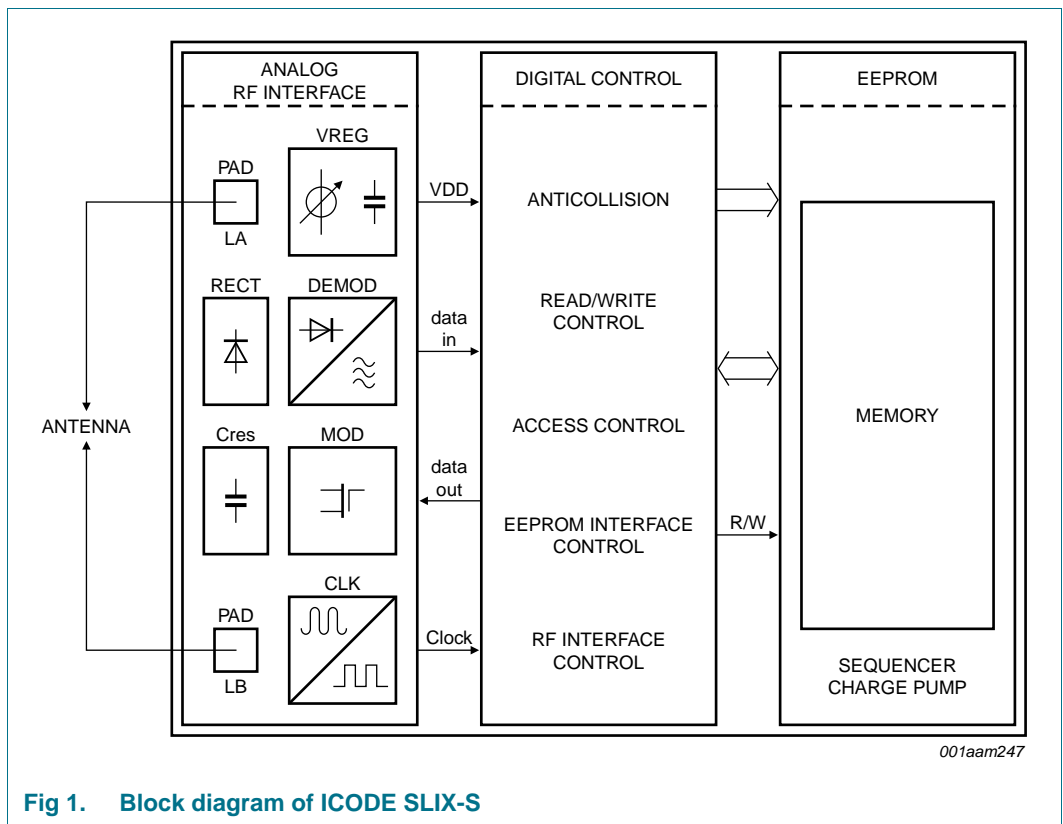 ANALOG
RF INTERFACE
VREG
PAD
LA
RECT
DEMOD
Cres
MOD
CLK
PAD
LB
ANTENNA
VDD
data
in
data
out
Clock
DIGITAL CONTROL
ANTICOLLISION
READ/WRITE
CONTROL
ACCESS CONTROL
EEPROM INTERFACE
CONTROL
RF INTERFACE
CONTROL
R/W
EEPROM
MEMORY
SEQUENCER
CHARGE PUMP
001aam247
Fig 1. Block diagram of ICODE SLIX-S